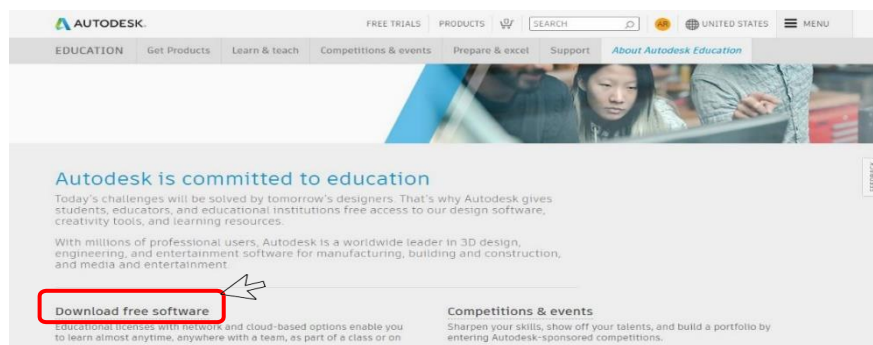 AUTODESK. FREE TRIALS PRODUCTS SEARCH AR UNITED STATES MENU
EDUCATION Get Products Learn & teach Competitions & events Prepare & excel Support About Autodesk Education
FEEDBACK
Autodesk is committed to education
Today's challenges will be solved by tomorrow's designers. That's why Autodesk gives
students, educators, and educational institutions free access to our design software,
creativity tools, and learning resources.
With millions of professional users, Autodesk is a worldwide leader in 3D design,
engineering, and entertainment software for manufacturing, building and construction,
and media and entertainment.
Download free software
Educational licenses with network and cloud-based options enable you
to learn almost anytime, anywhere with a team, as part of a class or on
Competitions & events
Sharpen your skills, show off your talents, and build a portfolio by
entering Autodesk-sponsored competitions.